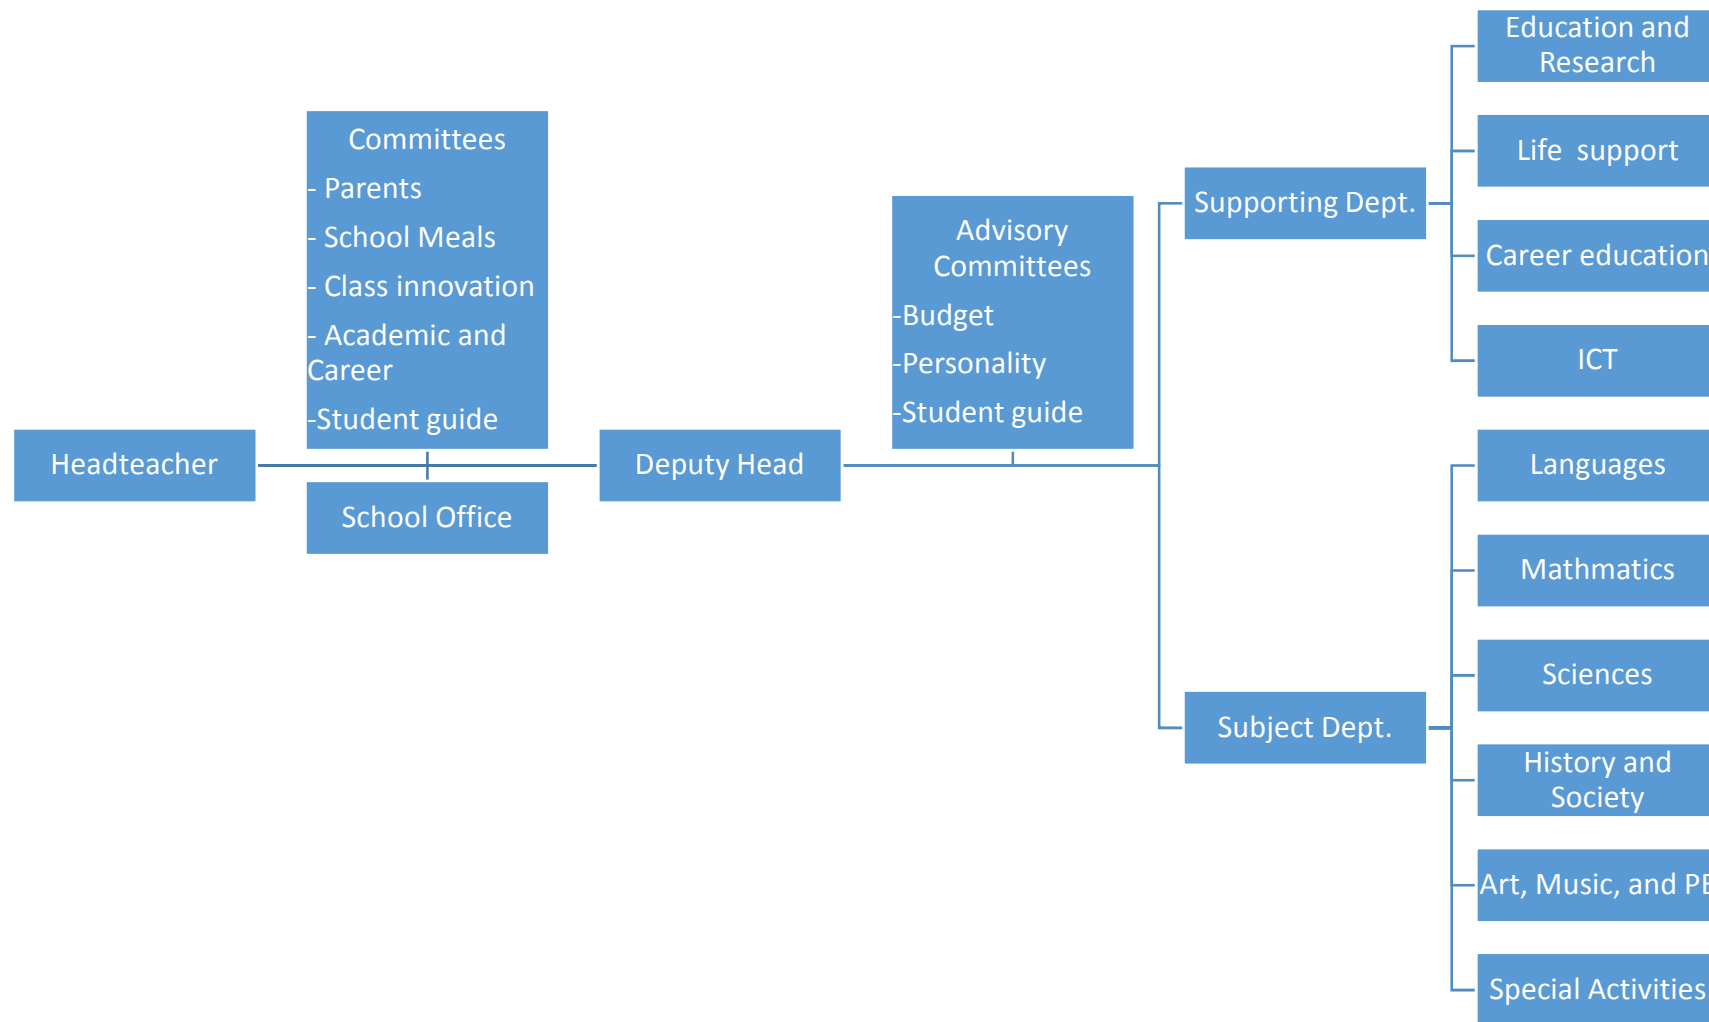 Headteacher
Committees
- Parents
- School Meals
- Class innovation
- Academic and
Career
-Student guide
School Office
Deputy Head
Advisory
Committees
-Budget
-Personality
-Student guide
Supporting Dept.
Education and
Research
Life  support
Career education
ICT
Subject Dept.
Languages
Mathmatics
Sciences
History and
Society
Art, Music, and PE
Special Activities